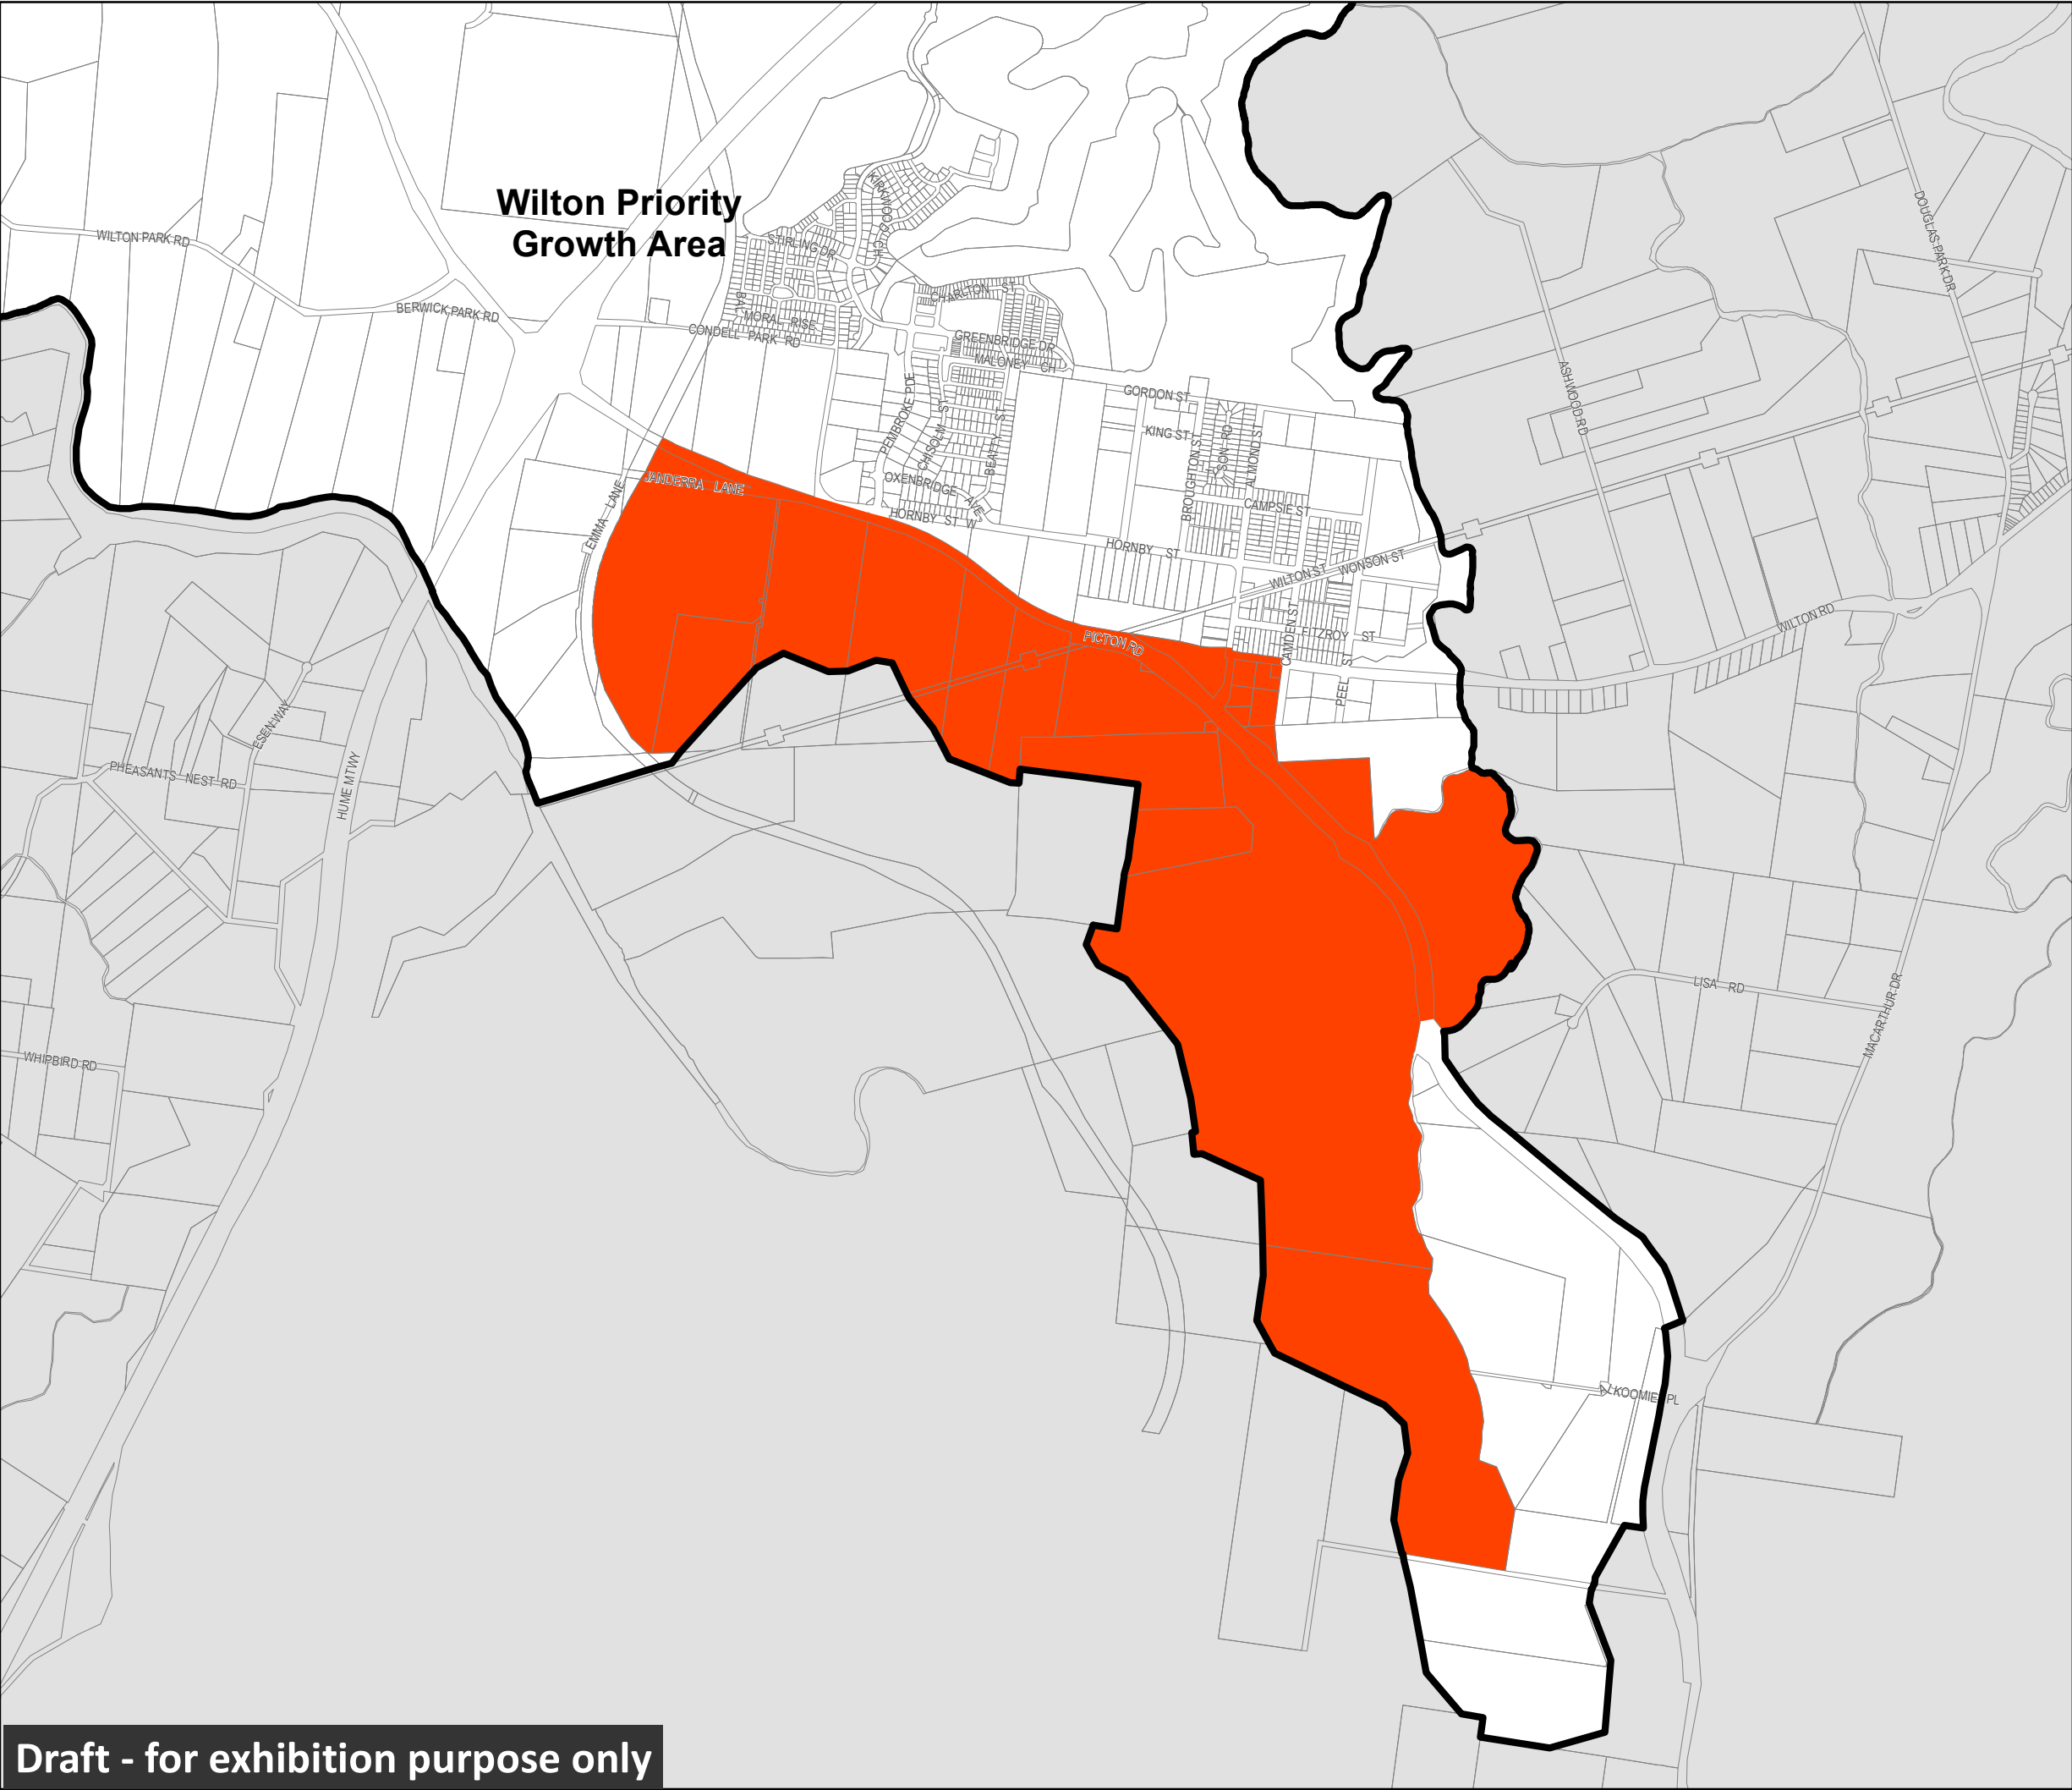 Wilton Priority
Growth Area
WILTON PARK RD
BERWICK PARK RD
KIRKWOOD CH
STIRLING DR
DOUGLAS PARK DR
CHARLTON ST
BAL
MORAL RISE
CONDELL PARK RD
GREENBRIDGE DR
MALONEY CH
GORDON ST
ASHWOOD RD
PEMBROKE PDE
CHISOLM ST
BEATTY ST
KING ST
BROUGHTON ST
TYSON RD
ALMOND ST
JANDERRA LANE
OXENBRIDGE AVE
EMMA LANE
HORNBY ST W
CAMPSIE ST
HORNBY ST
WILTON ST
WONSON ST
WILTON RD
PICTON RD
CAMDEN ST
FITZROY ST
PEEL ST
ESEN WAY
PHEASANTS NEST RD
HUME MTWY
LISA RD
MACARTHUR DR
WHIPBIRD RD
ALKOOMIE PL
Draft - for exhibition purpose only